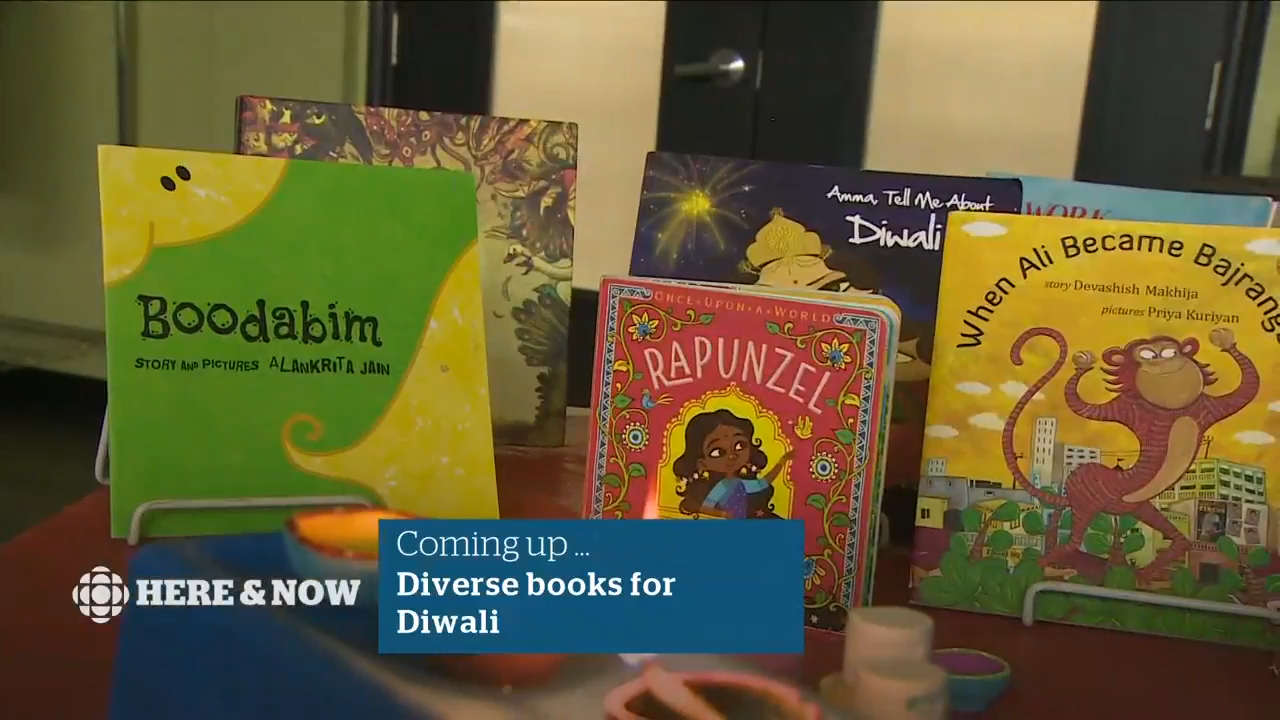 Boodabim
STORY AND PICTURES ALANKRITA JAIN
Amma, Tell Me About
Diwali
WORK
ONCE·UPON·A·WORLD
RAPUNZEL
When Ali Became Bajrang
story Devashish Makhija
pictures Priya Kuriyan
Coming up ...
Diverse books for
Diwali
HERE & NOW